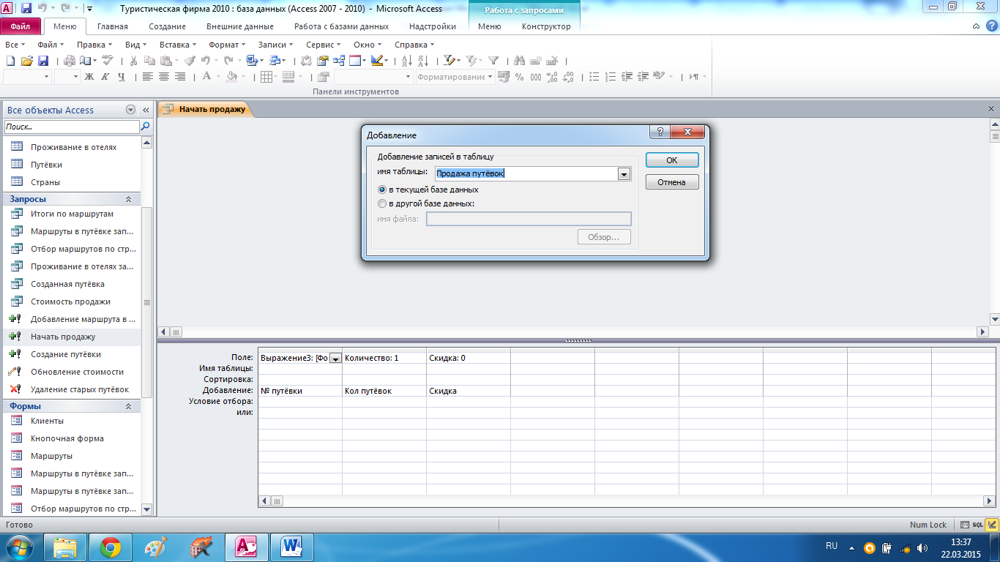 Туристическая фирма 2010 : база данных (Access 2007 - 2010) - Microsoft Access
Работа с запросами
Файл Меню Главная Создание Внешние данные Работа с базами данных Надстройки Меню Конструктор
Все Файл Правка Вид Вставка Формат Записи Сервис Окно Справка
Ж К Ч А Форматирование % 000
Панели инструментов
Все объекты Access
Поиск...
Проживание в отелях
Путёвки
Страны
Запросы
Итоги по маршрутам
Маршруты в путёвке зап...
Отбор маршрутов по стр...
Проживание в отелях за...
Созданная путёвка
Стоимость продажи
Добавление маршрута в ...
Начать продажу
Создание путёвки
Обновление стоимости
Удаление старых путёвок
Формы
Клиенты
Кнопочная форма
Маршруты
Маршруты в путёвке зап...
Маршруты в путёвке зап...
Отбор маршрутов по стр...
Начать продажу
Добавление
Добавление записей в таблицу
имя таблицы: Продажа путёвок
в текущей базе данных
в другой базе данных:
имя файла:
Обзор...
ОК
Отмена
Поле: Выражение3: [Фо Количество: 1 Скидка: 0
Имя таблицы:
Сортировка:
Добавление: № путёвки Кол путёвок Скидка
Условие отбора:
или:
Готово
Num Lock
SQL
RU
13:37
22.03.2015